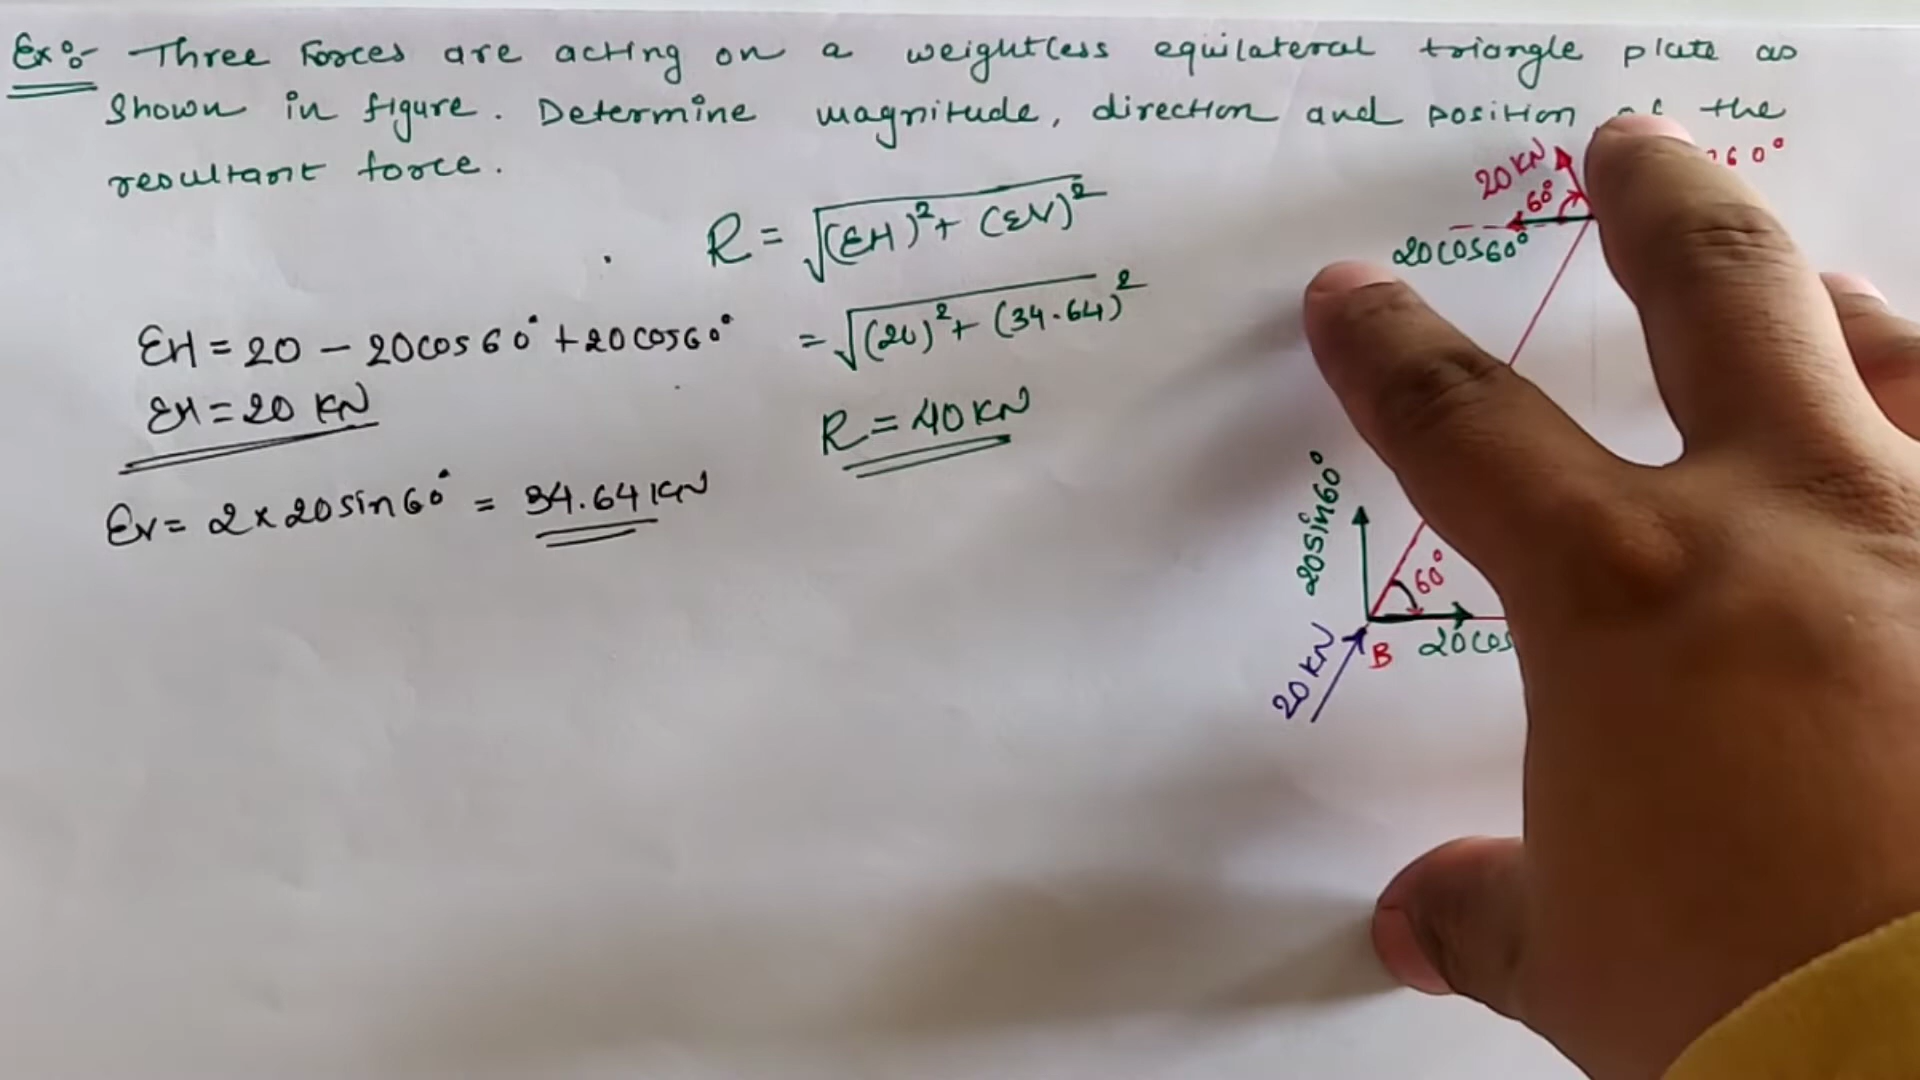 Ex:- Three Forces are acting on a weightless equilateral triangle plate as
Shown in figure. Determine magnitude, direction and position of the
resultant force.
R = √(ΣH)² + (ΣV)²
= √(20)² + (34.64)²
R = 40 KN
ΣH = 20 - 20cos60° + 20cos60°
ΣH = 20 KN
Σv = 2 x 20sin60° = 34.64 KN
20 KN
60°
60°
20cos60°
20sin60°
60°
20 KN
B